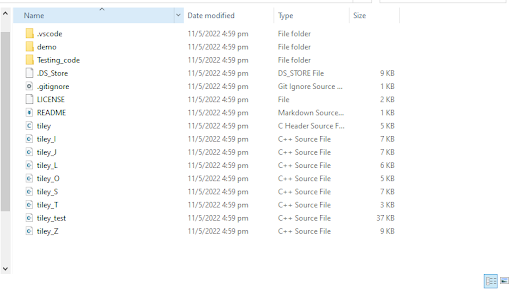 Name Date modified Type Size
.vscode 11/5/2022 4:59 pm File folder
demo 11/5/2022 4:59 pm File folder
Testing_code 11/5/2022 4:59 pm File folder
.DS_Store 11/5/2022 4:59 pm DS_STORE File 9 KB
.gitignore 11/5/2022 4:59 pm Git Ignore Source ... 1 KB
LICENSE 11/5/2022 4:59 pm File 2 KB
README 11/5/2022 4:59 pm Markdown Source... 1 KB
tiley 11/5/2022 4:59 pm C Header Source F... 5 KB
tiley_I 11/5/2022 4:59 pm C++ Source File 7 KB
tiley_J 11/5/2022 4:59 pm C++ Source File 7 KB
tiley_L 11/5/2022 4:59 pm C++ Source File 6 KB
tiley_O 11/5/2022 4:59 pm C++ Source File 5 KB
tiley_S 11/5/2022 4:59 pm C++ Source File 7 KB
tiley_T 11/5/2022 4:59 pm C++ Source File 3 KB
tiley_test 11/5/2022 4:59 pm C++ Source File 37 KB
tiley_Z 11/5/2022 4:59 pm C++ Source File 9 KB